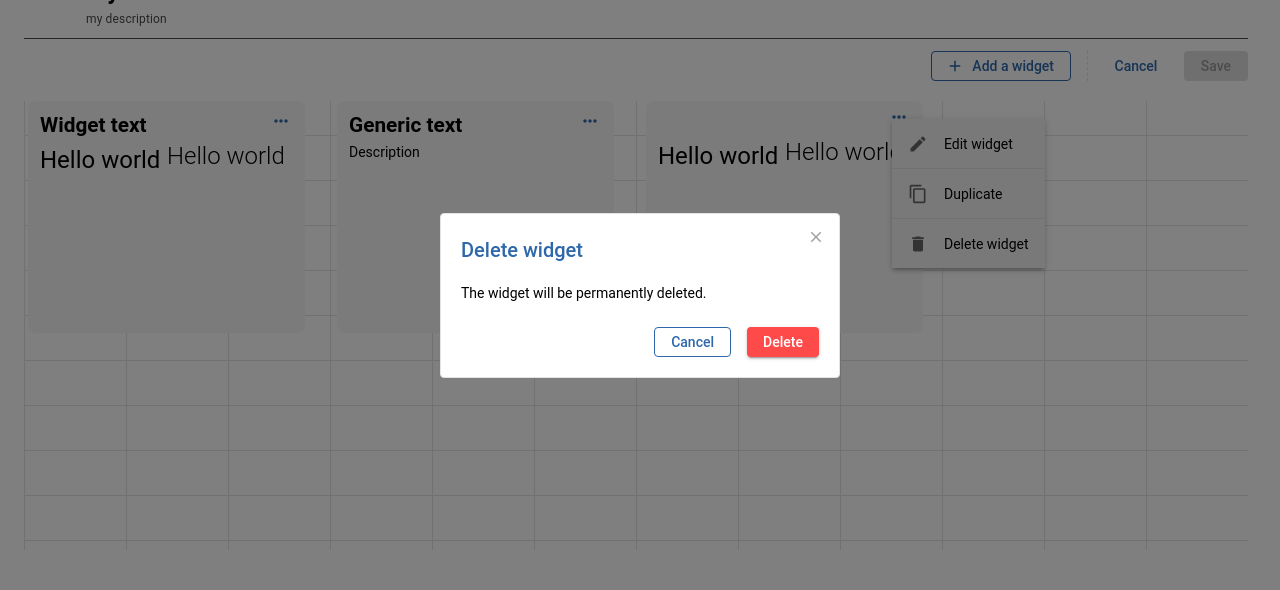 my description
Add a widget
Cancel
Save
Widget text
Hello world Hello world
Generic text
Description
Hello world Hello worl
Edit widget
Duplicate
Delete widget
Delete widget
The widget will be permanently deleted.
Cancel
Delete